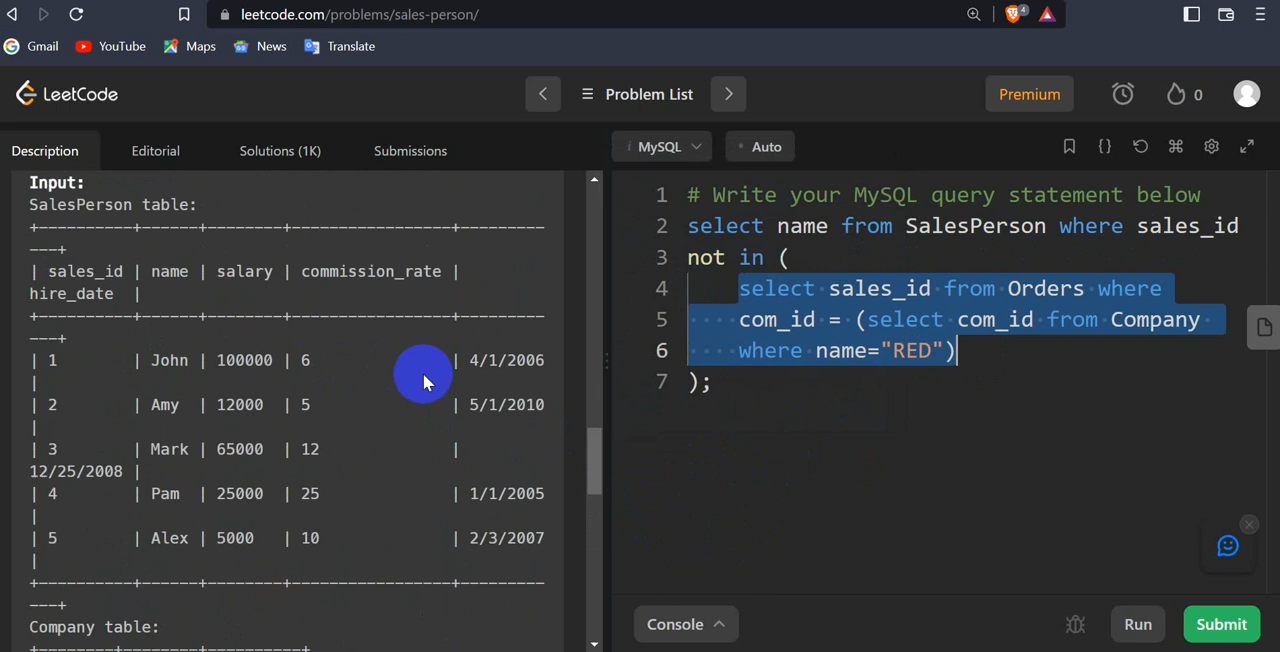 leetcode.com/problems/sales-person/
4
Gmail YouTube Maps News Translate
LeetCode
Problem List
Premium
0
Description Editorial Solutions (1K) Submissions
i MySQL • Auto
Input:
SalesPerson table:
+----------+------+--------+-----------------+---------
---+
| sales_id | name | salary | commission_rate |
hire_date |
+----------+------+--------+-----------------+---------
---+
| 1 | John | 100000 | 6 | 4/1/2006
|
| 2 | Amy | 12000 | 5 | 5/1/2010
|
| 3 | Mark | 65000 | 12 |
12/25/2008 |
| 4 | Pam | 25000 | 25 | 1/1/2005
|
| 5 | Alex | 5000 | 10 | 2/3/2007
|
+----------+------+--------+-----------------+---------
---+
Company table:
+--------+--------+----------+
1 # Write your MySQL query statement below
2 select name from SalesPerson where sales_id
3 not in (
4 select sales_id from Orders where
5 com_id = (select com_id from Company
6 where name="RED")
7 );
Console Run Submit